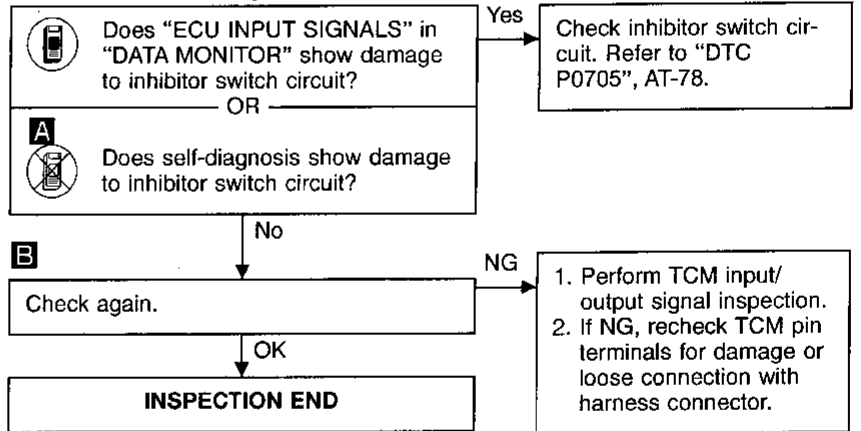 Does “ECU INPUT SIGNALS” in
“DATA MONITOR” show damage
to inhibitor switch circuit?
OR
A
Does self-diagnosis show damage
to inhibitor switch circuit?
Yes
Check inhibitor switch cir-
cuit. Refer to “DTC
P0705”, AT-78.
No
B
Check again.
NG
1. Perform TCM input/
output signal inspection.
2. If NG, recheck TCM pin
terminals for damage or
loose connection with
harness connector.
OK
INSPECTION END